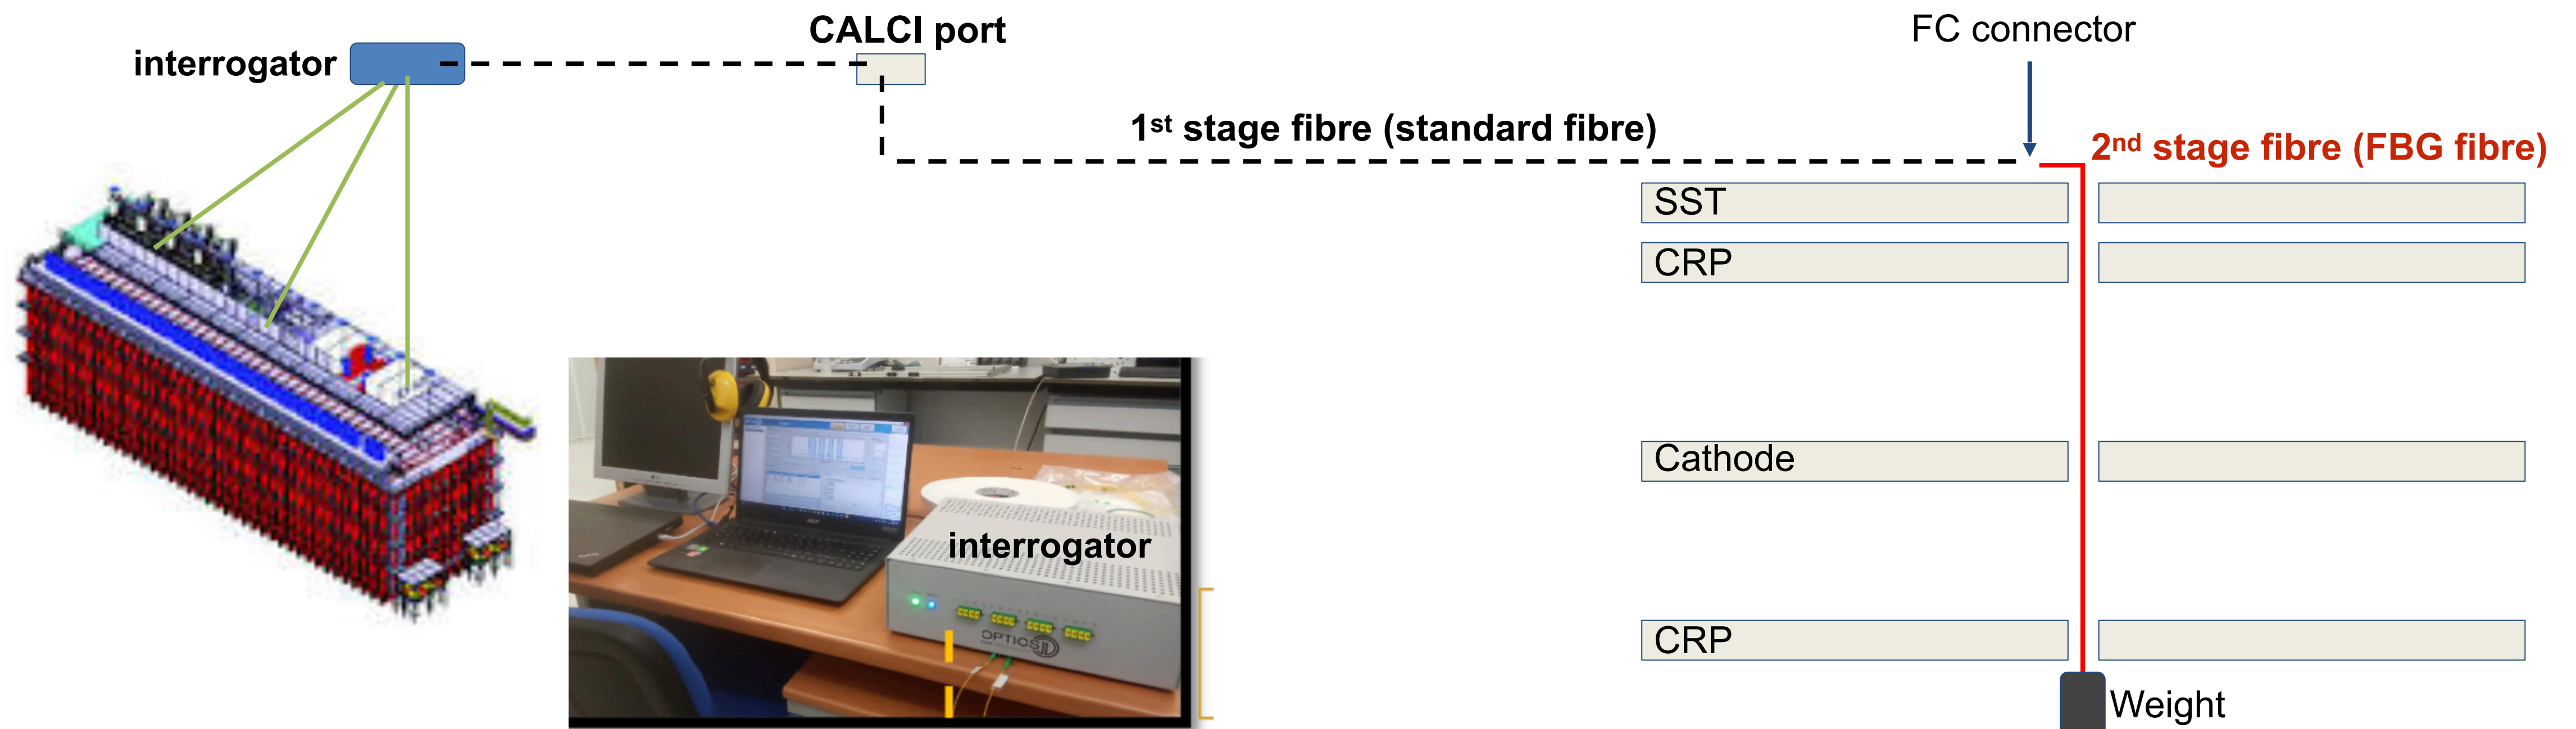 CALCI port
FC connector
interrogator
1st stage fibre (standard fibre)
2nd stage fibre (FBG fibre)
SST
CRP
Cathode
interrogator
OPTICS
CRP
Weight